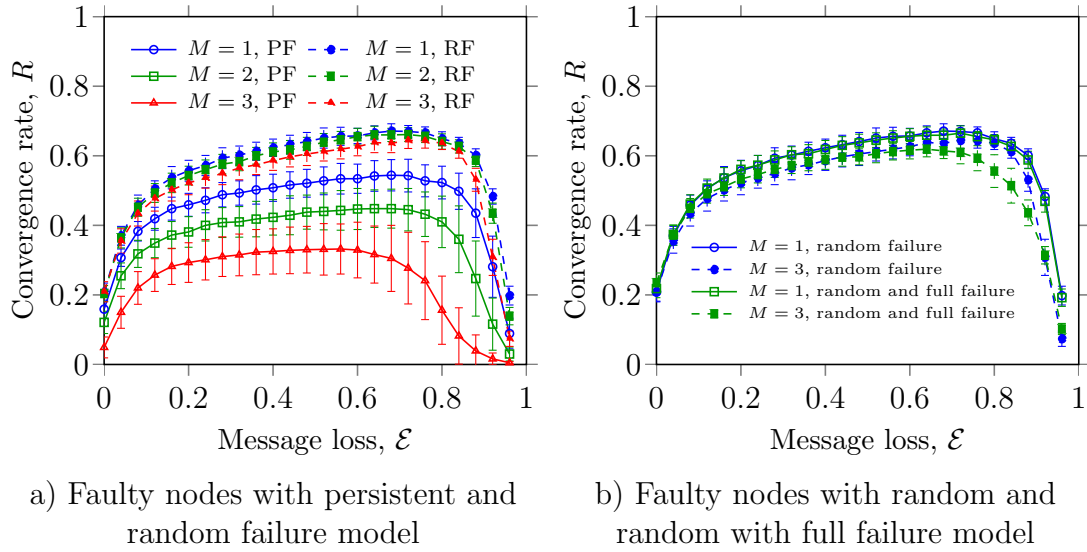 1
0.8
0.6
0.4
0.2
0
Convergence rate, R
M = 1, PF
M = 1, RF
M = 2, PF
M = 2, RF
M = 3, PF
M = 3, RF
0 0.2 0.4 0.6 0.8 1
Message loss, ℰ
a) Faulty nodes with persistent and
random failure model
1
0.8
0.6
0.4
0.2
0
Convergence rate, R
M = 1, random failure
M = 3, random failure
M = 1, random and full failure
M = 3, random and full failure
0 0.2 0.4 0.6 0.8 1
Message loss, ℰ
b) Faulty nodes with random and
random with full failure model